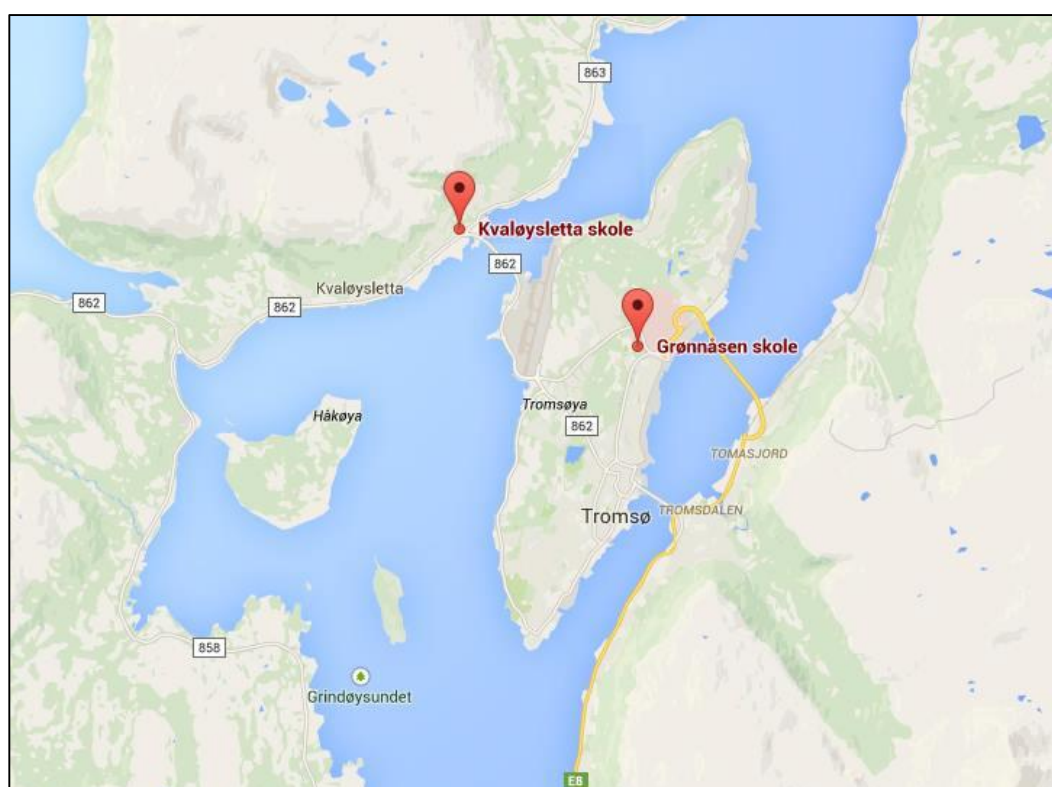 863
Kvaløysletta skole
862
Kvaløysletta
862
862
Grønnåsen skole
Håkøya
Tromsøya
862
TOMASJORD
TROMSDALEN
Tromsø
858
Grindøysundet
E8